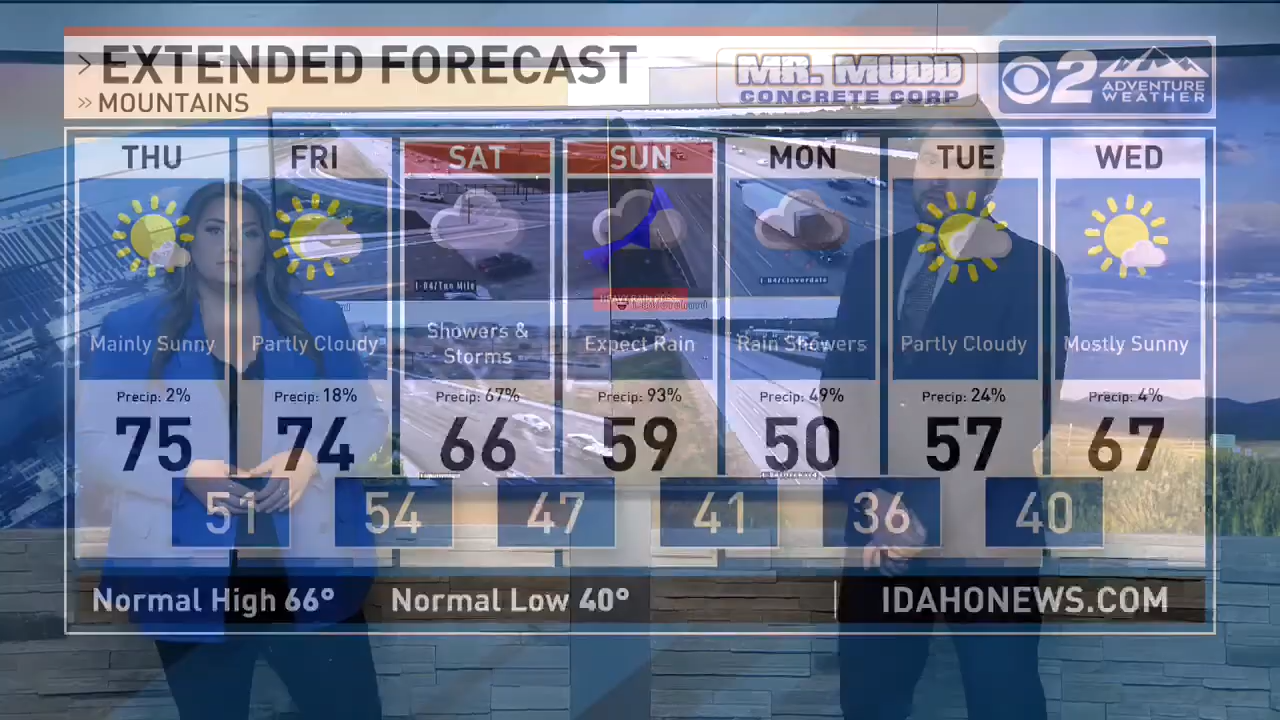 > EXTENDED FORECAST
» MOUNTAINS
MR. MUDD
CONCRETE CORP
2
ADVENTURE
WEATHER
THU
FRI
SAT
SUN
MON
TUE
WED
I-84/Ten Mile
I-84/Cloverdale
Mainly Sunny
Partly Cloudy
Showers &
Storms
Expect Rain
Rain Showers
Partly Cloudy
Mostly Sunny
Precip: 2%
Precip: 18%
Precip: 67%
Precip: 93%
Precip: 49%
Precip: 24%
Precip: 4%
75
74
66
59
50
57
67
51
54
47
41
36
40
Normal High 66°
Normal Low 40°
IDAHONEWS.COM